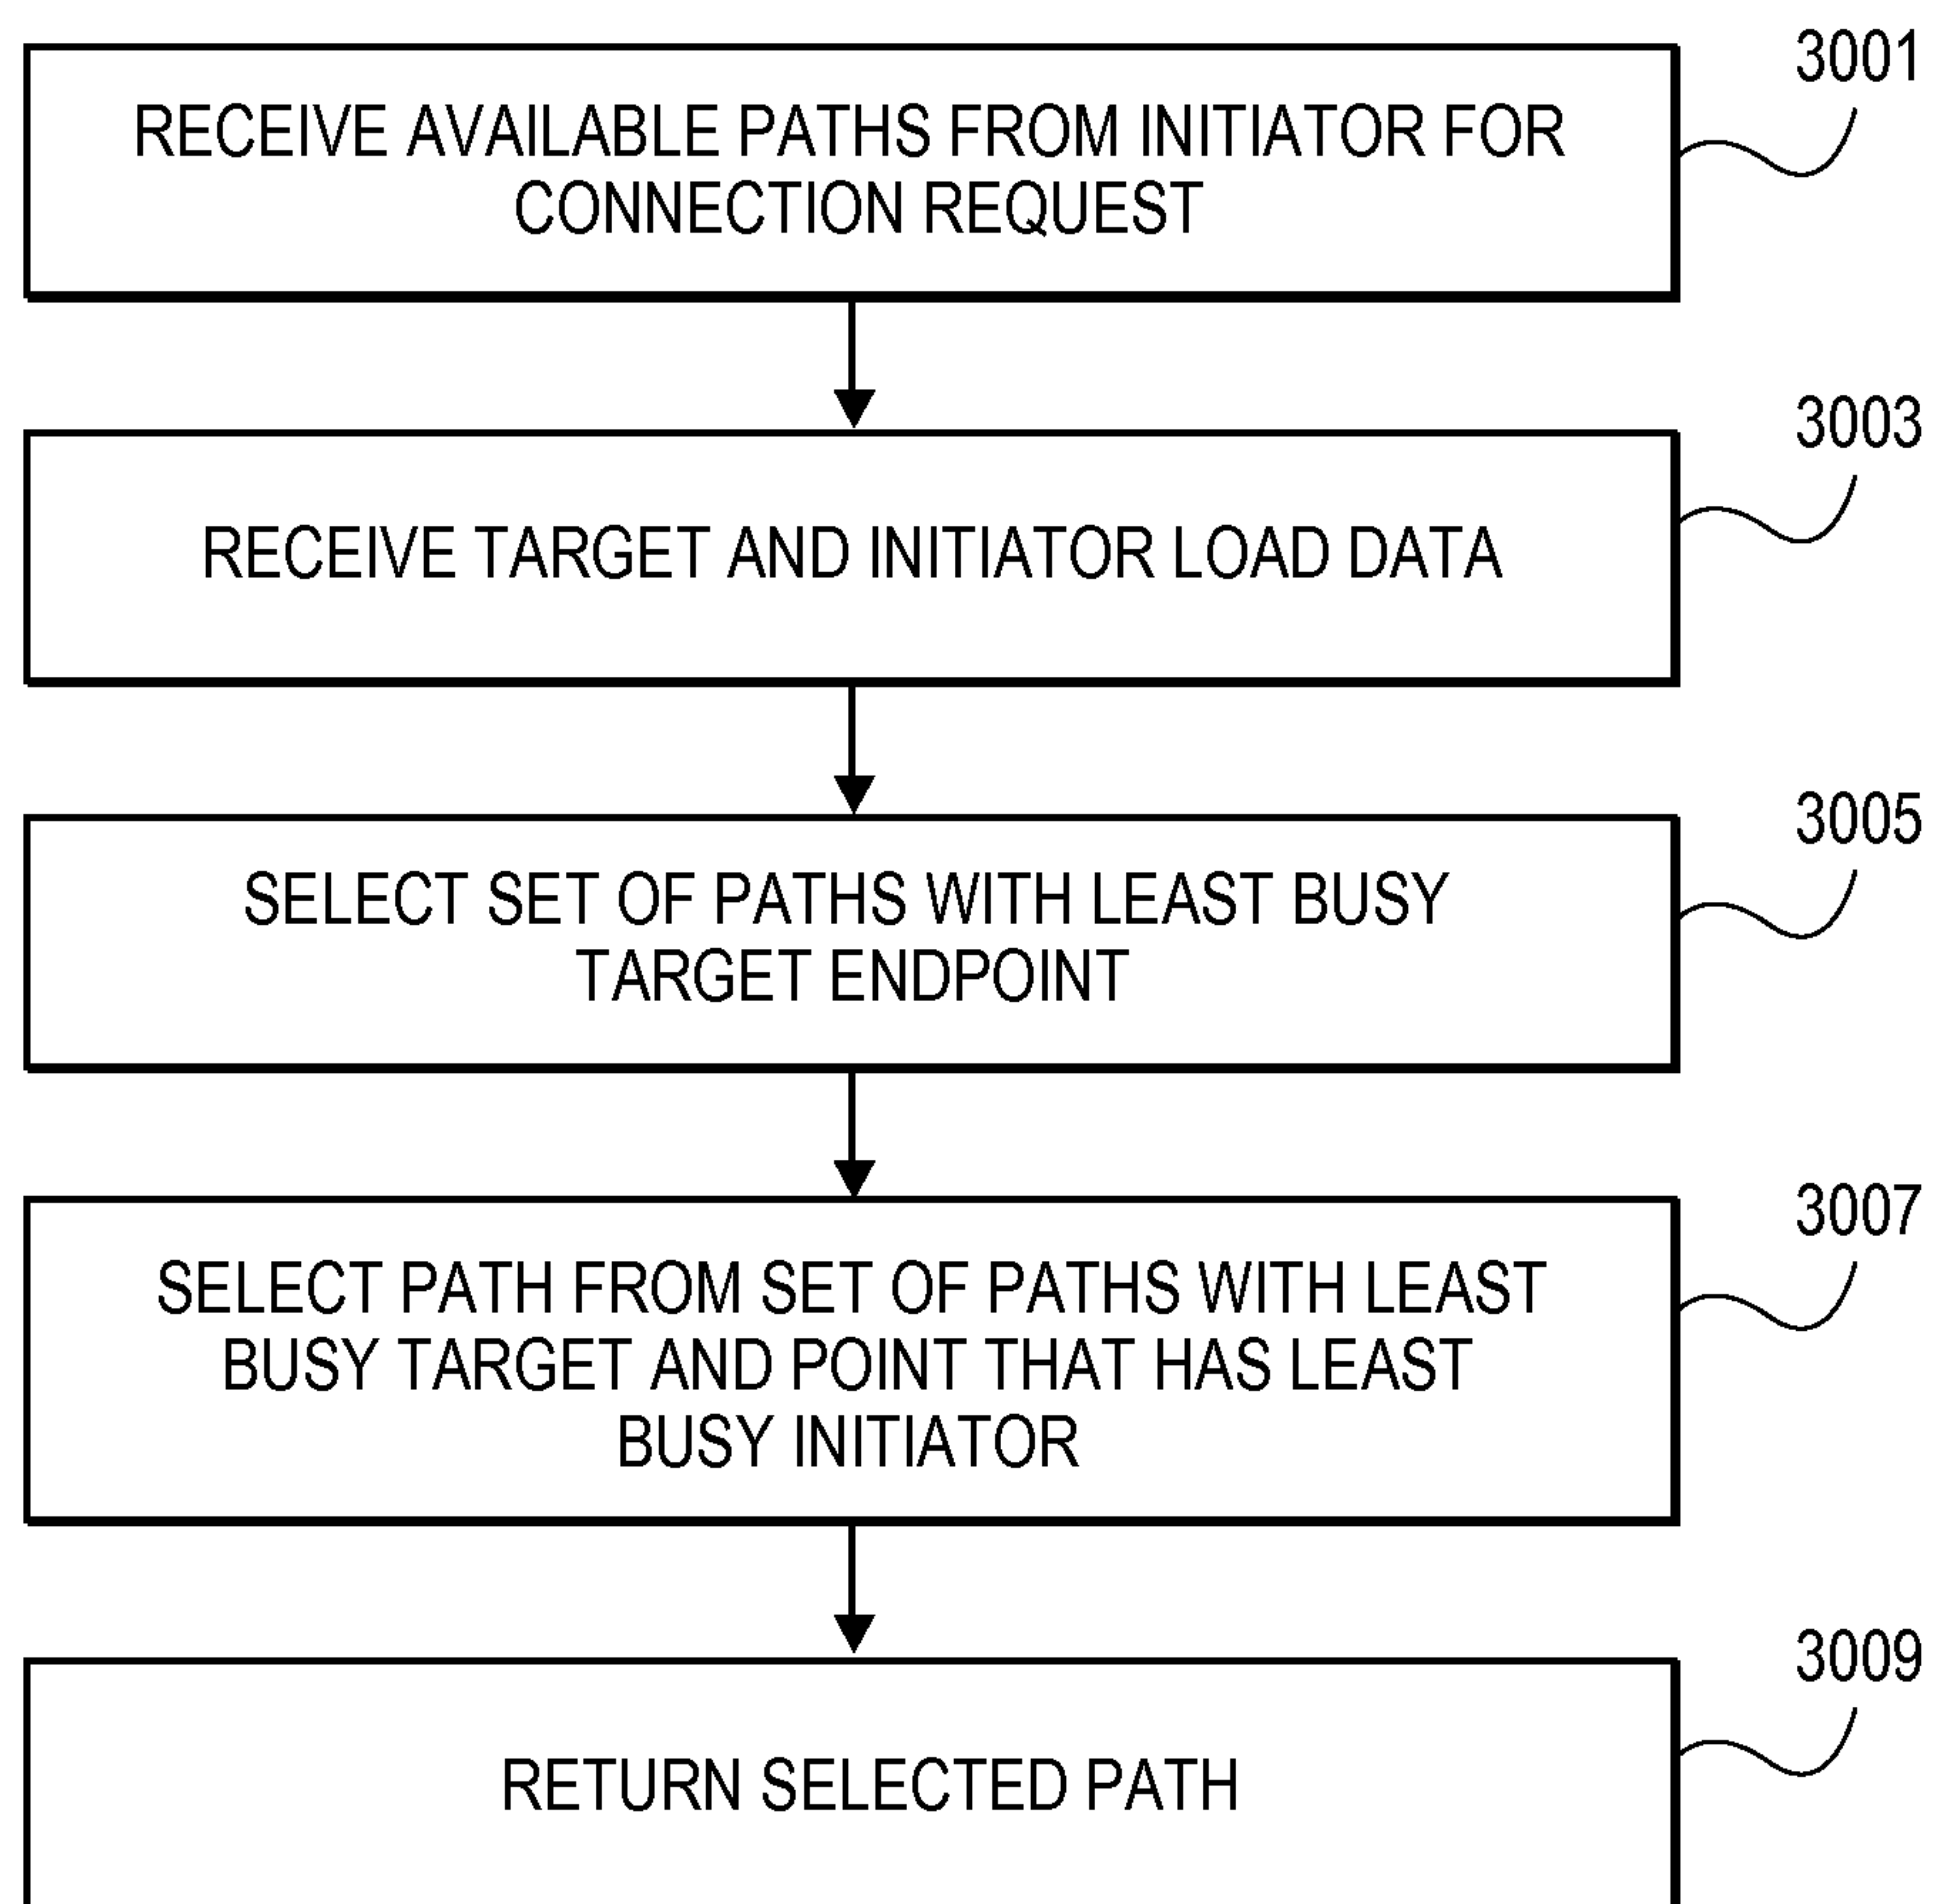 3001
RECEIVE AVAILABLE PATHS FROM INITIATOR FOR
CONNECTION REQUEST
3003
RECEIVE TARGET AND INITIATOR LOAD DATA
3005
SELECT SET OF PATHS WITH LEAST BUSY
TARGET ENDPOINT
3007
SELECT PATH FROM SET OF PATHS WITH LEAST
BUSY TARGET AND POINT THAT HAS LEAST
BUSY INITIATOR
3009
RETURN SELECTED PATH